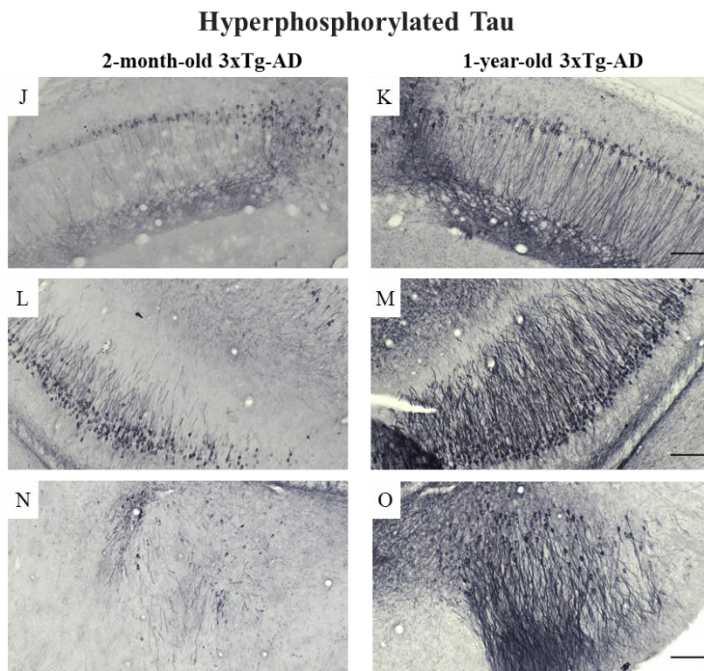 Hyperphosphorylated Tau
2-month-old 3xTg-AD
1-year-old 3xTg-AD
J
K
L
M
N
O